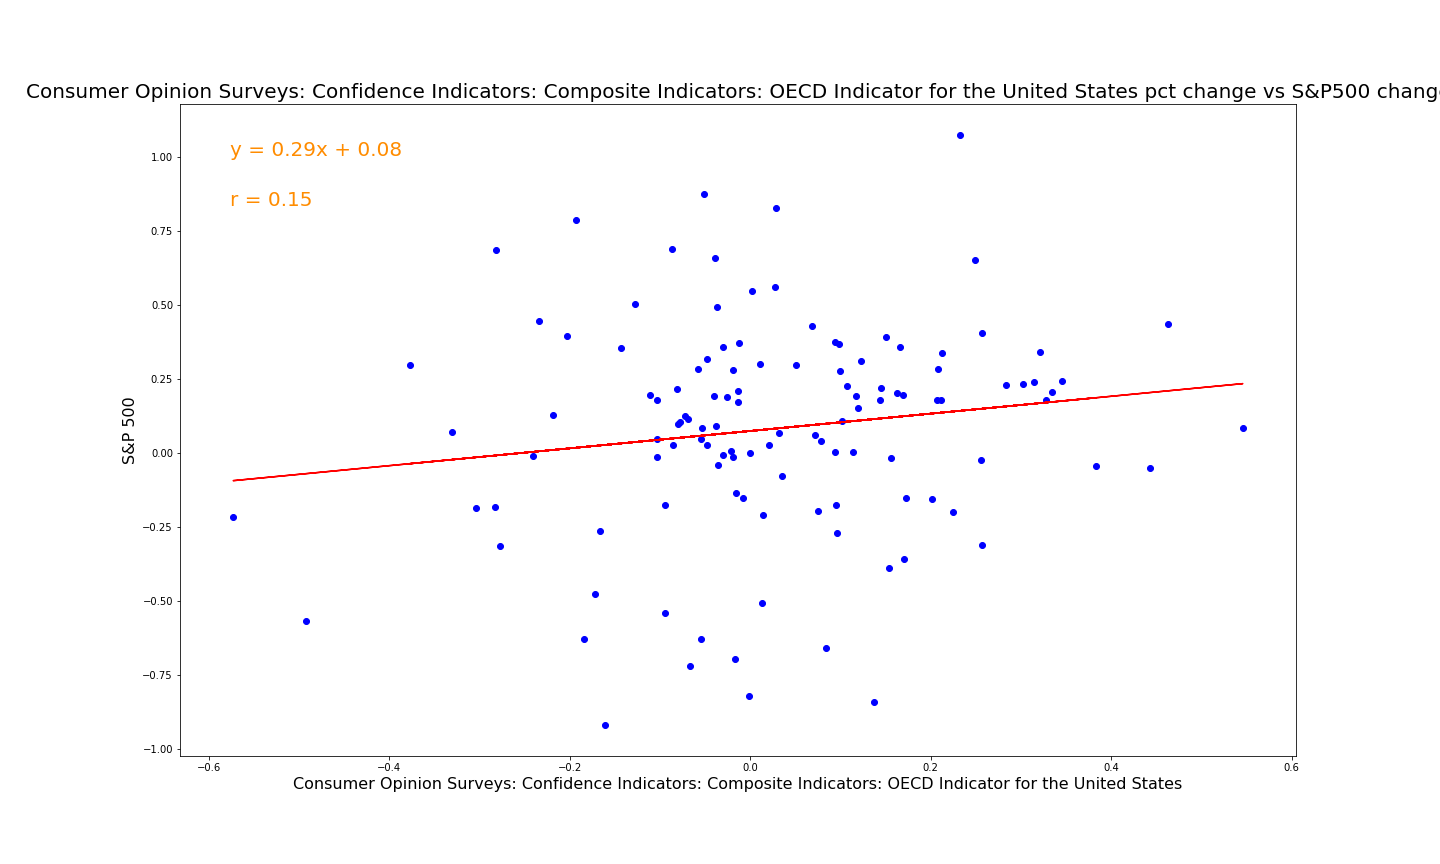 Consumer Opinion Surveys: Confidence Indicators: Composite Indicators: OECD Indicator for the United States pct change vs S&P500 chang
y = 0.29x + 0.08
r = 0.15
1.00
0.75
0.50
0.25
0.00
−0.25
−0.50
−0.75
−1.00
S&P 500
−0.6 −0.4 −0.2 0.0 0.2 0.4 0.6
Consumer Opinion Surveys: Confidence Indicators: Composite Indicators: OECD Indicator for the United States